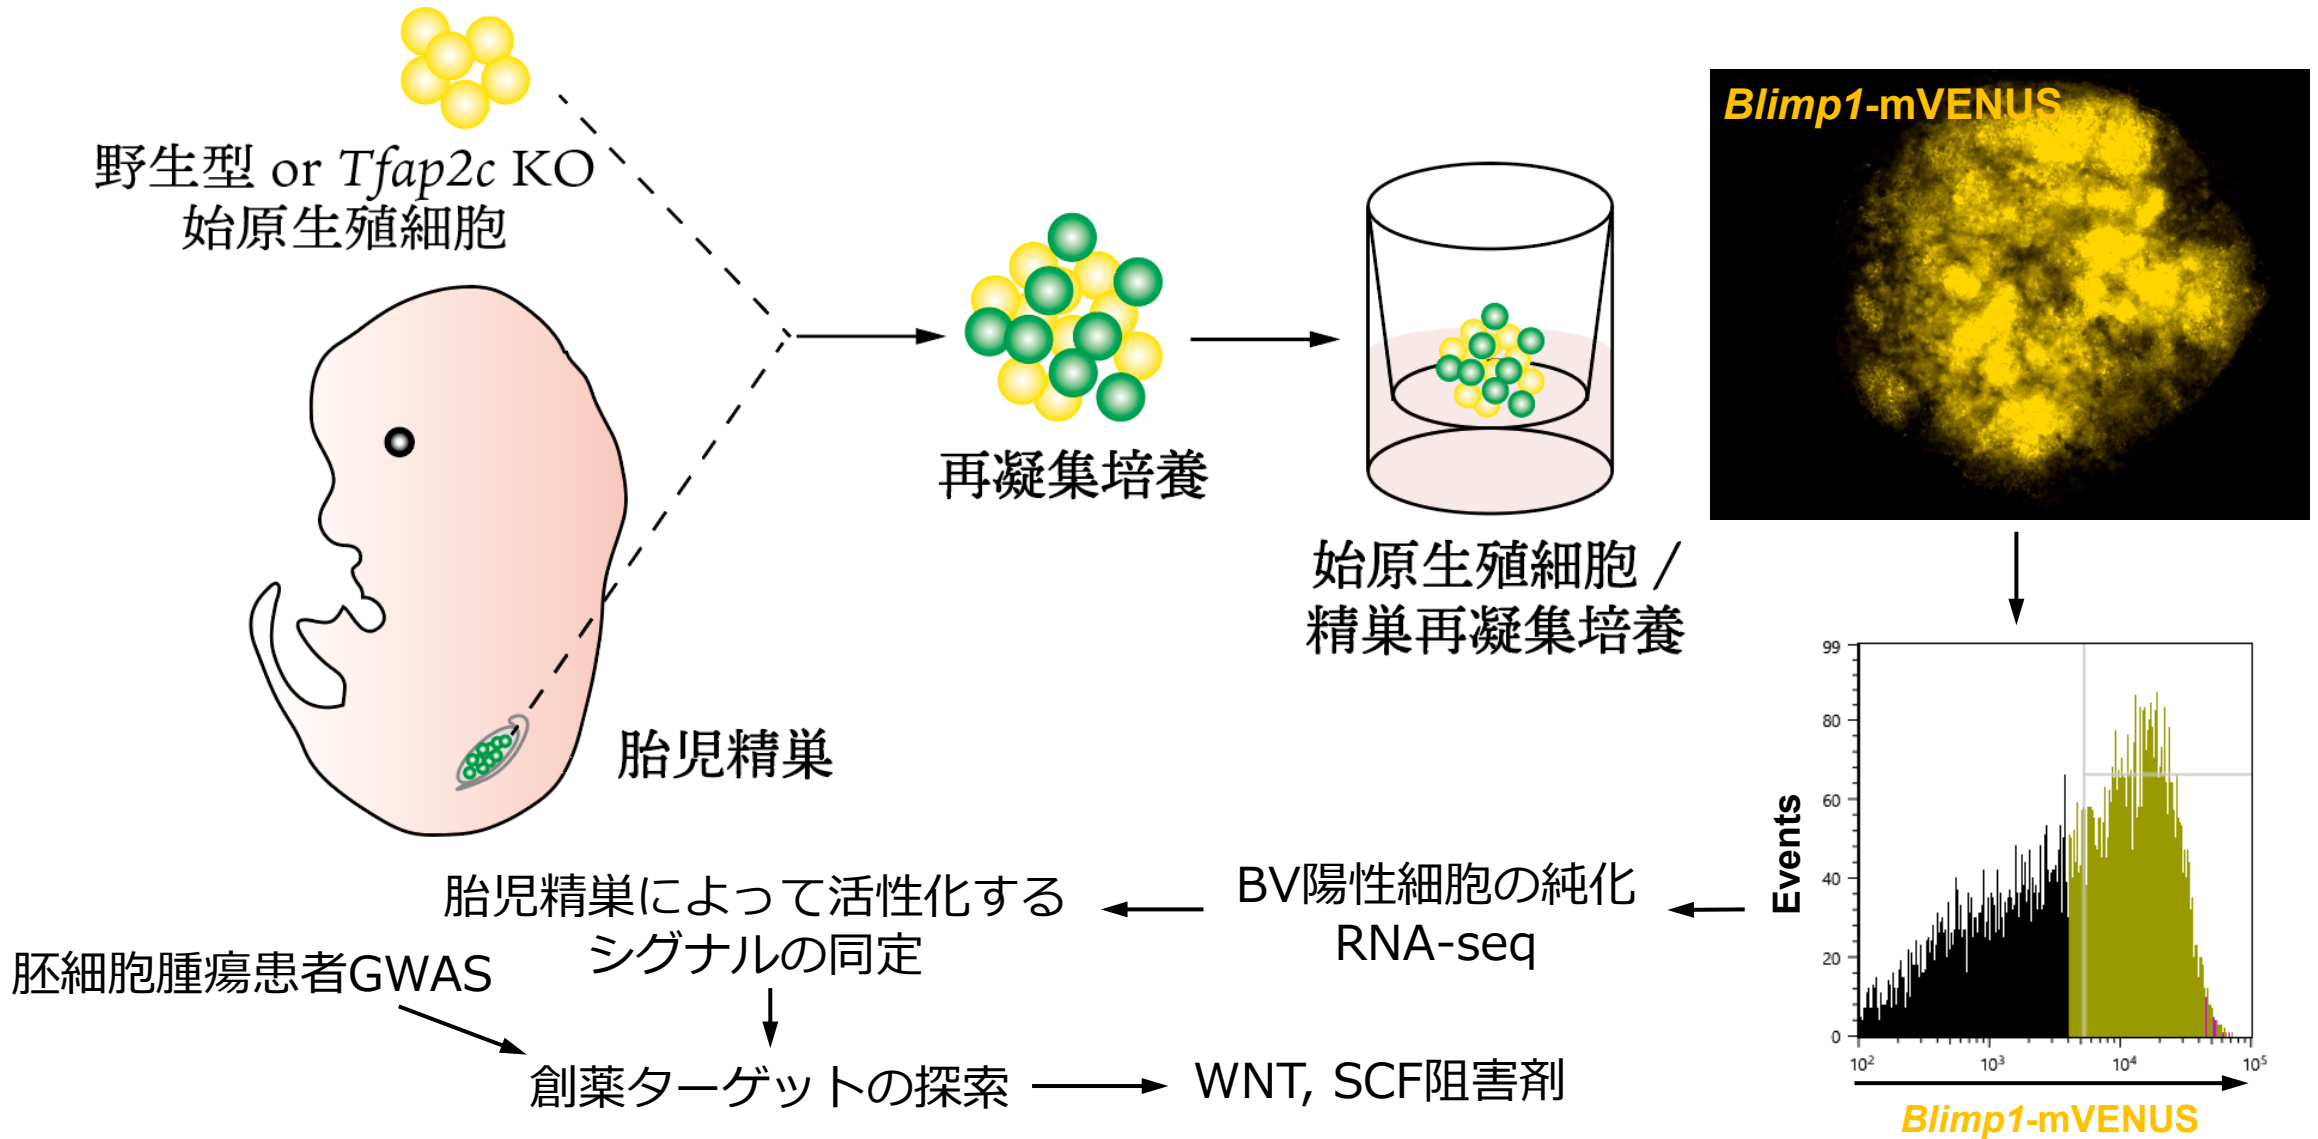 野生型 or Tfap2c KO
始原生殖細胞
胎児精巣
再凝集培養
始原生殖細胞 /
精巣再凝集培養
Blimp1-mVENUS
99
80
60
40
20
0
Events
10²
10³
10⁴
10⁵
Blimp1-mVENUS
BV陽性細胞の純化
RNA-seq
胎児精巣によって活性化する
シグナルの同定
胚細胞腫瘍患者GWAS
創薬ターゲットの探索
WNT, SCF阻害剤